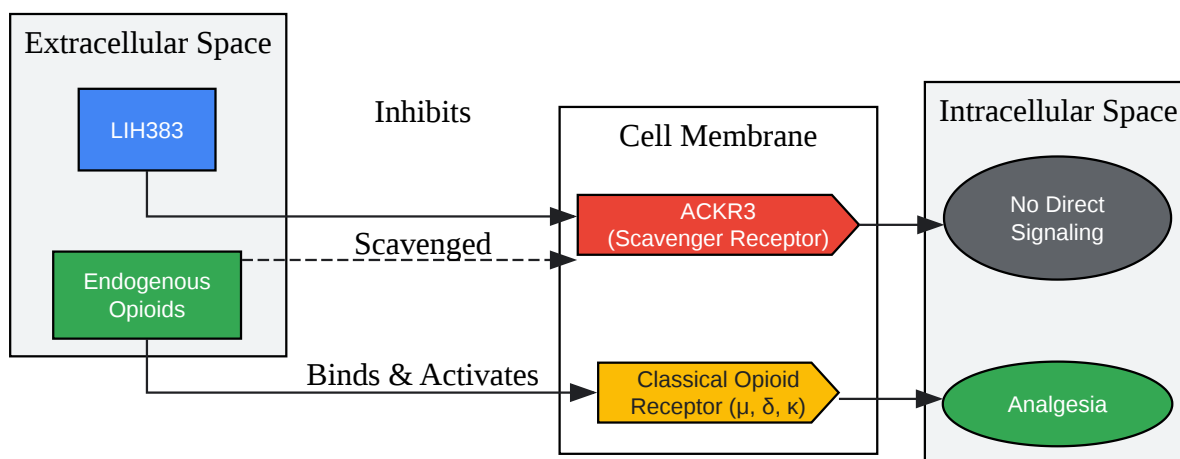 Extracellular Space
LIH383
Inhibits
Scavenged
Endogenous
Opioids
Binds & Activates
Cell Membrane
ACKR3
(Scavenger Receptor)
Classical Opioid
Receptor (μ, δ, κ)
Intracellular Space
No Direct
Signaling
Analgesia